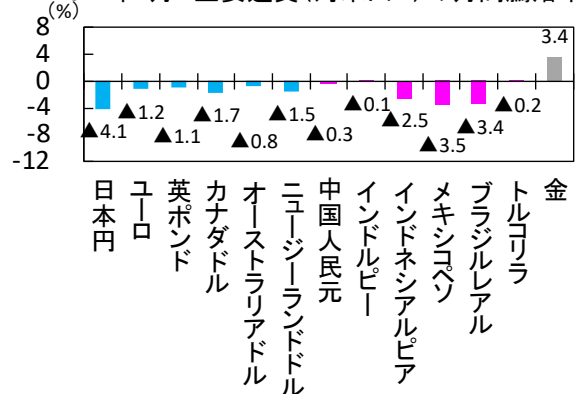 (%)
8
4
0
-4
-8
-12
▲4.1
▲1.2
▲1.1
▲1.7
▲0.8
▲1.5
▲0.3
▲0.1
▲2.5
▲3.5
▲3.4
▲0.2
3.4
日本円
ユーロ
英ポンド
カナダドル
オーストラリアドル
ニュージーランドドル
中国人民元
インドルピー
インドネシアルピア
メキシコペソ
ブラジルレアル
トルコリラ
金